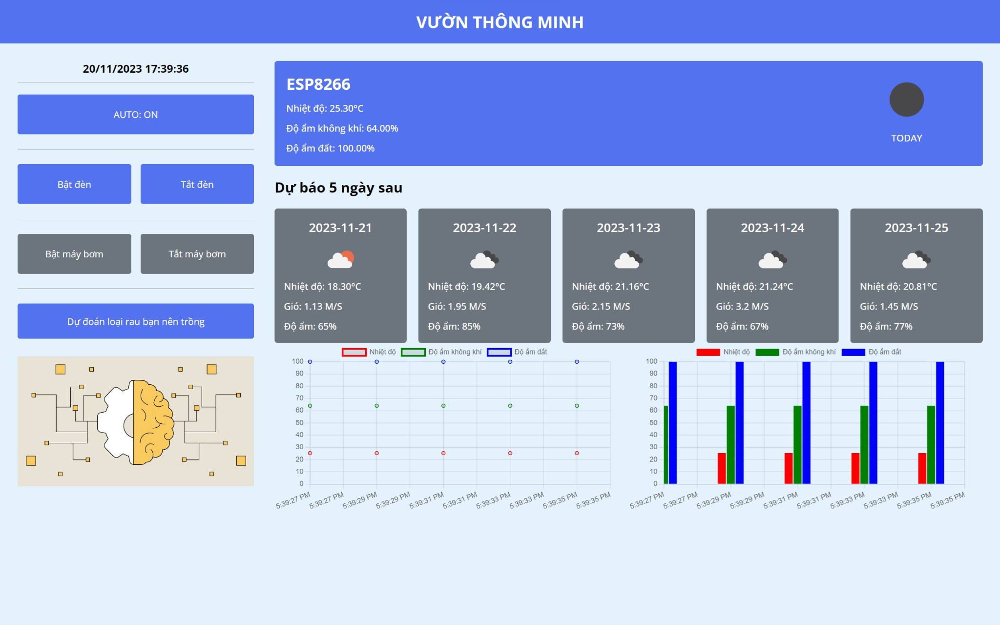 VƯỜN THÔNG MINH
20/11/2023 17:39:36
AUTO: ON
Bật đèn
Tắt đèn
Bật máy bơm
Tắt máy bơm
Dự đoán loại rau bạn nên trồng
ESP8266
Nhiệt độ: 25.30°C
Độ ẩm không khí: 64.00%
Độ ẩm đất: 100.00%
TODAY
Dự báo 5 ngày sau
2023-11-21
Nhiệt độ: 18.30°C
Gió: 1.13 M/S
Độ ẩm: 65%
2023-11-22
Nhiệt độ: 19.42°C
Gió: 1.95 M/S
Độ ẩm: 85%
2023-11-23
Nhiệt độ: 21.16°C
Gió: 2.15 M/S
Độ ẩm: 73%
2023-11-24
Nhiệt độ: 21.24°C
Gió: 3.2 M/S
Độ ẩm: 67%
2023-11-25
Nhiệt độ: 20.81°C
Gió: 1.45 M/S
Độ ẩm: 77%
Nhiệt độ Độ ẩm không khí Độ ẩm đất
100
90
80
70
60
50
40
30
20
10
0
5:39:27 PM 5:39:27 PM 5:39:29 PM 5:39:29 PM 5:39:31 PM 5:39:31 PM 5:39:33 PM 5:39:33 PM 5:39:35 PM 5:39:35 PM
Nhiệt độ Độ ẩm không khí Độ ẩm đất
100
90
80
70
60
50
40
30
20
10
0
5:39:27 PM 5:39:27 PM 5:39:29 PM 5:39:29 PM 5:39:31 PM 5:39:31 PM 5:39:33 PM 5:39:33 PM 5:39:35 PM 5:39:35 PM